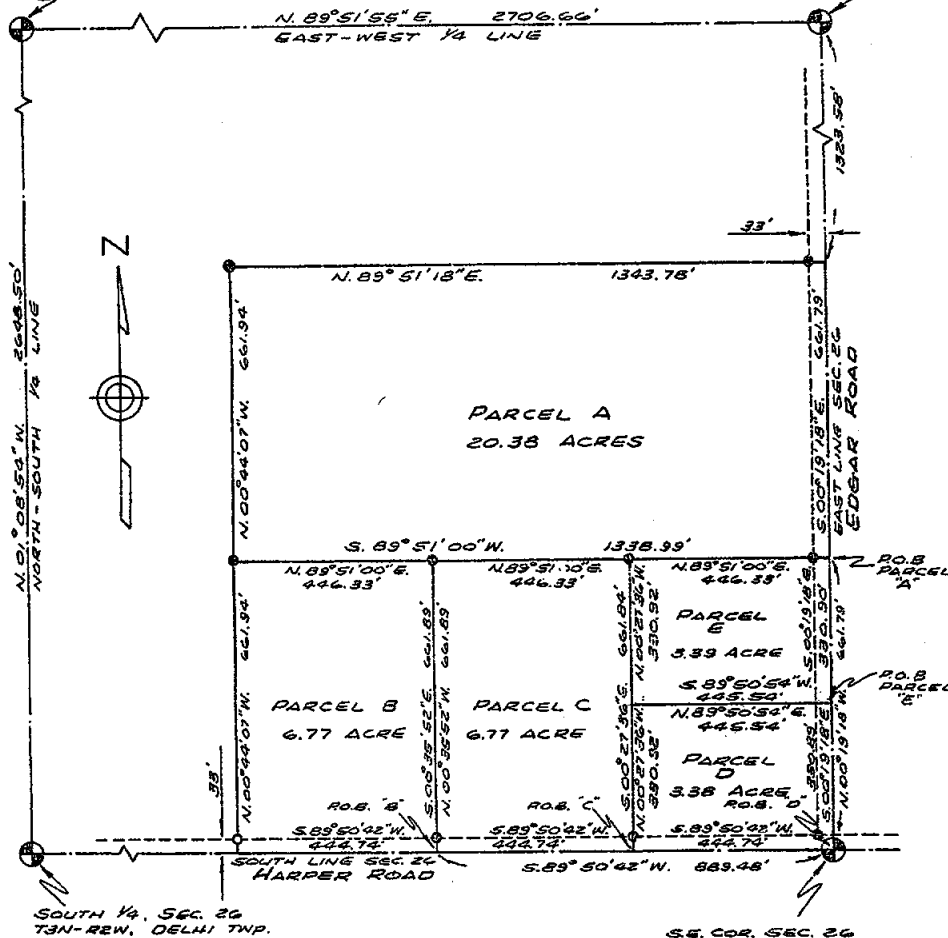 N. 89°51'55"E. 2706.66'
EAST-WEST 1/4 LINE
1323.58'
33'
N. 01°08'54"W. 2648.50'
NORTH-SOUTH 1/4 LINE
Z
N. 89°51'18"E. 1343.78'
N.00°44'07"W. 661.94'
PARCEL A
20.38 ACRES
S.00°19'18"E. 661.79'
EAST LINE SEC. 26
EDGAR ROAD
S. 89°51'00"W. 1338.99'
N.89°51'00"E.
446.33'
N.89°51'00"E.
446.33'
N.89°51'00"E.
446.33'
P.O.B
PARCEL
"A"
N.00°44'07"W. 661.94'
PARCEL B
6.77 ACRE
S.00°35'52"E. 661.89'
N.00°35'52"W. 661.89'
PARCEL C
6.77 ACRE
S.00°27'36"E. 661.84'
N.00°27'36"W.
330.92'
PARCEL
E
3.39 ACRE
S.00°19'18"E.
330.90'
661.79'
S.89°50'54"W.
445.54'
N.89°50'54"E.
445.54'
P.O.B
PARCEL
"E"
N.00°27'36"W.
330.92'
PARCEL
D
3.38 ACRE
P.O.B. "D"
330.89'
S.00°19'18"E.
N.00°19'18"W.
33'
P.O.B. "B"
P.O.B. "C"
S.89°50'42"W.
444.74'
S.89°50'42"W.
444.74'
S.89°50'42"W.
444.74'
SOUTH LINE SEC. 26
HARPER ROAD
S.89°50'42"W. 889.48'
SOUTH 1/4, SEC. 26
T3N-R2W, DELHI TWP.
S.E. COR. SEC. 26